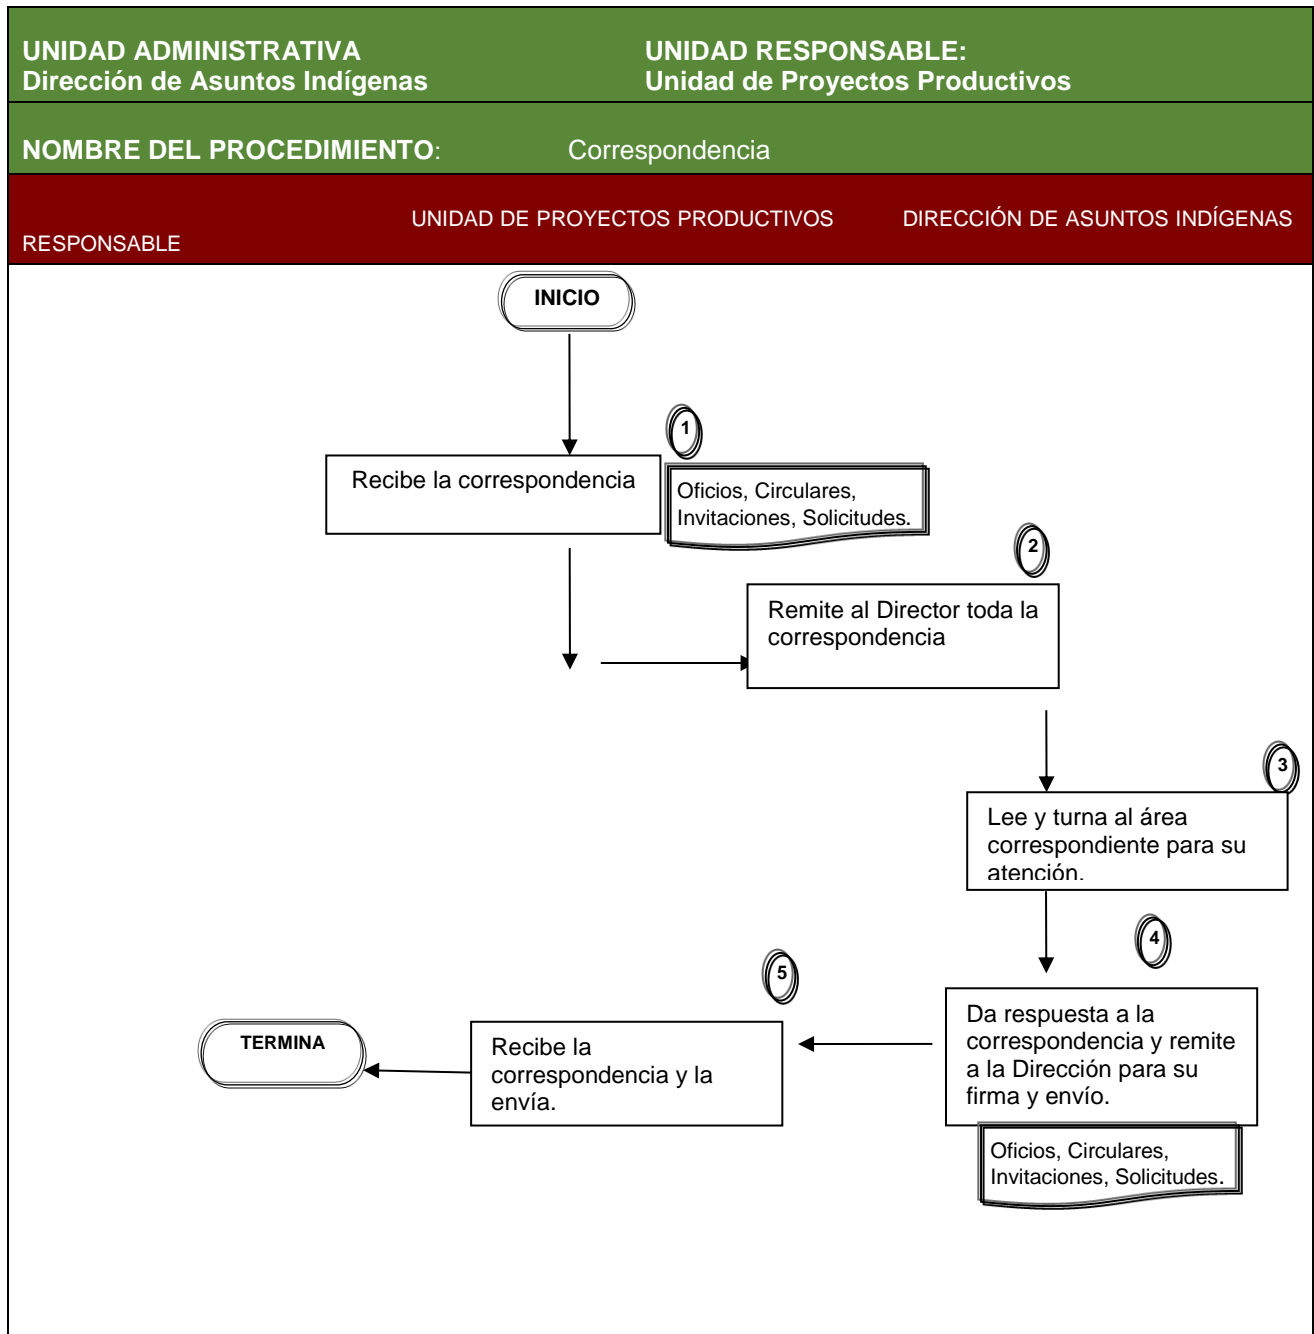 UNIDAD ADMINISTRATIVA
Dirección de Asuntos Indígenas
UNIDAD RESPONSABLE:
Unidad de Proyectos Productivos
NOMBRE DEL PROCEDIMIENTO: Correspondencia
RESPONSABLE
UNIDAD DE PROYECTOS PRODUCTIVOS
DIRECCIÓN DE ASUNTOS INDÍGENAS
INICIO
1
Recibe la correspondencia
Oficios, Circulares,
Invitaciones, Solicitudes.
2
Remite al Director toda la
correspondencia
3
Lee y turna al área
correspondiente para su
atención.
4
Da respuesta a la
correspondencia y remite
a la Dirección para su
firma y envío.
Oficios, Circulares,
Invitaciones, Solicitudes.
5
Recibe la
correspondencia y la
envía.
TERMINA